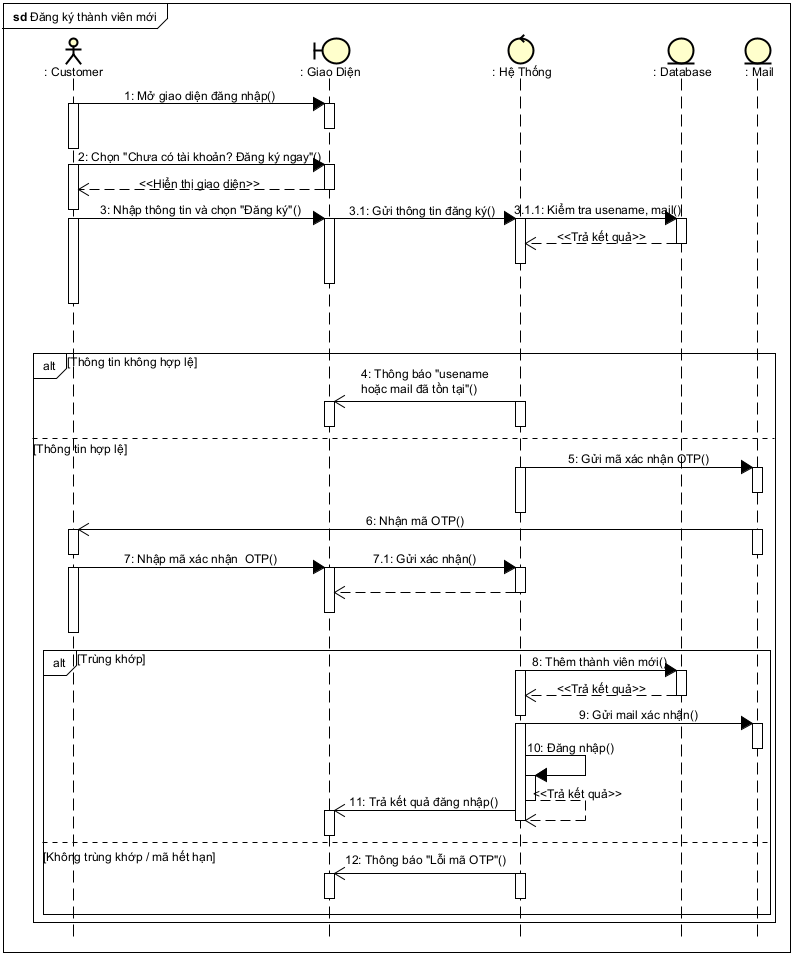 sd Đăng ký thành viên mới
: Customer
: Giao Diện
: Hệ Thống
: Database
: Mail
1: Mở giao diện đăng nhập()
2: Chọn "Chưa có tài khoản? Đăng ký ngay"()
<<Hiển thị giao diện>>
3: Nhập thông tin và chọn "Đăng ký"()
3.1: Gửi thông tin đăng ký()
3.1.1: Kiểm tra usename, mail()
<<Trả kết quả>>
alt
[Thông tin không hợp lệ]
4: Thông báo "usename
hoặc mail đã tồn tại"()
[Thông tin hợp lệ]
5: Gửi mã xác nhận OTP()
6: Nhận mã OTP()
7: Nhập mã xác nhận  OTP()
7.1: Gửi xác nhận()
alt
[Trùng khớp]
8: Thêm thành viên mới()
<<Trả kết quả>>
9: Gửi mail xác nhận()
10: Đăng nhập()
<<Trả kết quả>>
11: Trả kết quả đăng nhập()
[Không trùng khớp / mã hết hạn]
12: Thông báo "Lỗi mã OTP"()